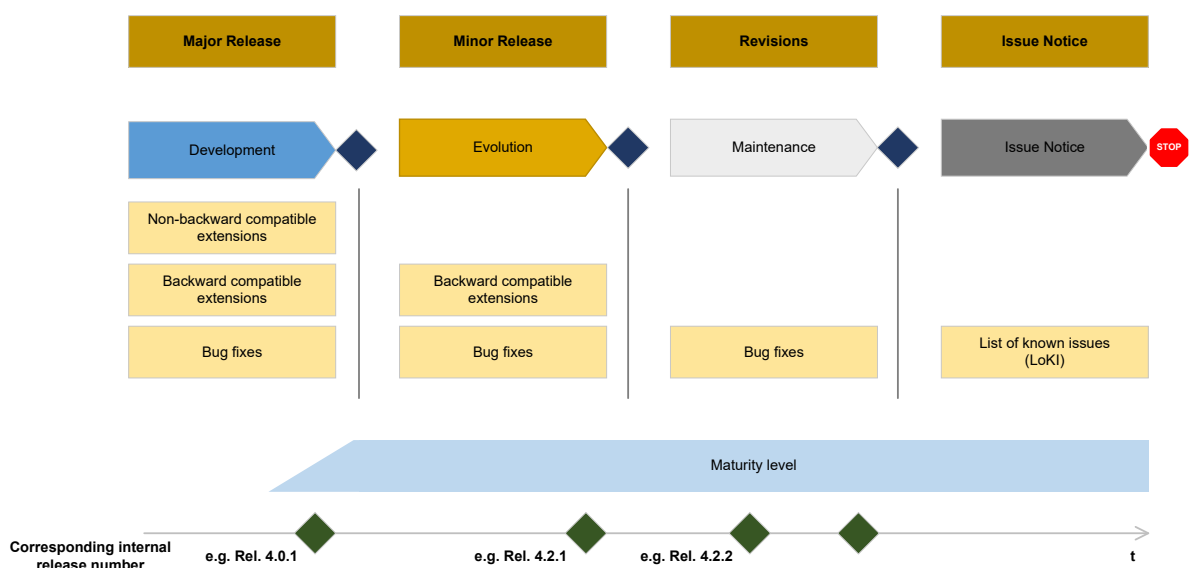 Major Release
Minor Release
Revisions
Issue Notice
Development
Evolution
Maintenance
Issue Notice
STOP
Non-backward compatible
extensions
Backward compatible
extensions
Backward compatible
extensions
Bug fixes
Bug fixes
Bug fixes
List of known issues
(LoKI)
Maturity level
Corresponding internal
release number
e.g. Rel. 4.0.1
e.g. Rel. 4.2.1
e.g. Rel. 4.2.2
t